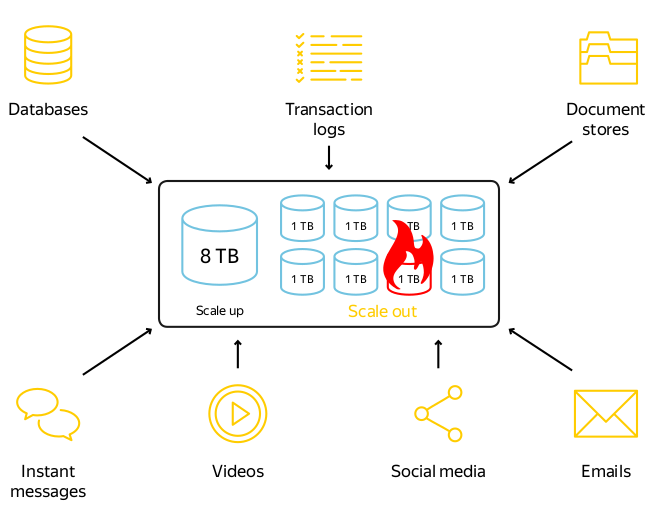 Databases
Transaction
logs
Document
stores
8 TB
1 TB
1 TB
TB
1 TB
1 TB
1 TB
1 TB
1 TB
Scale up
Scale out
Instant
messages
Videos
Social media
Emails